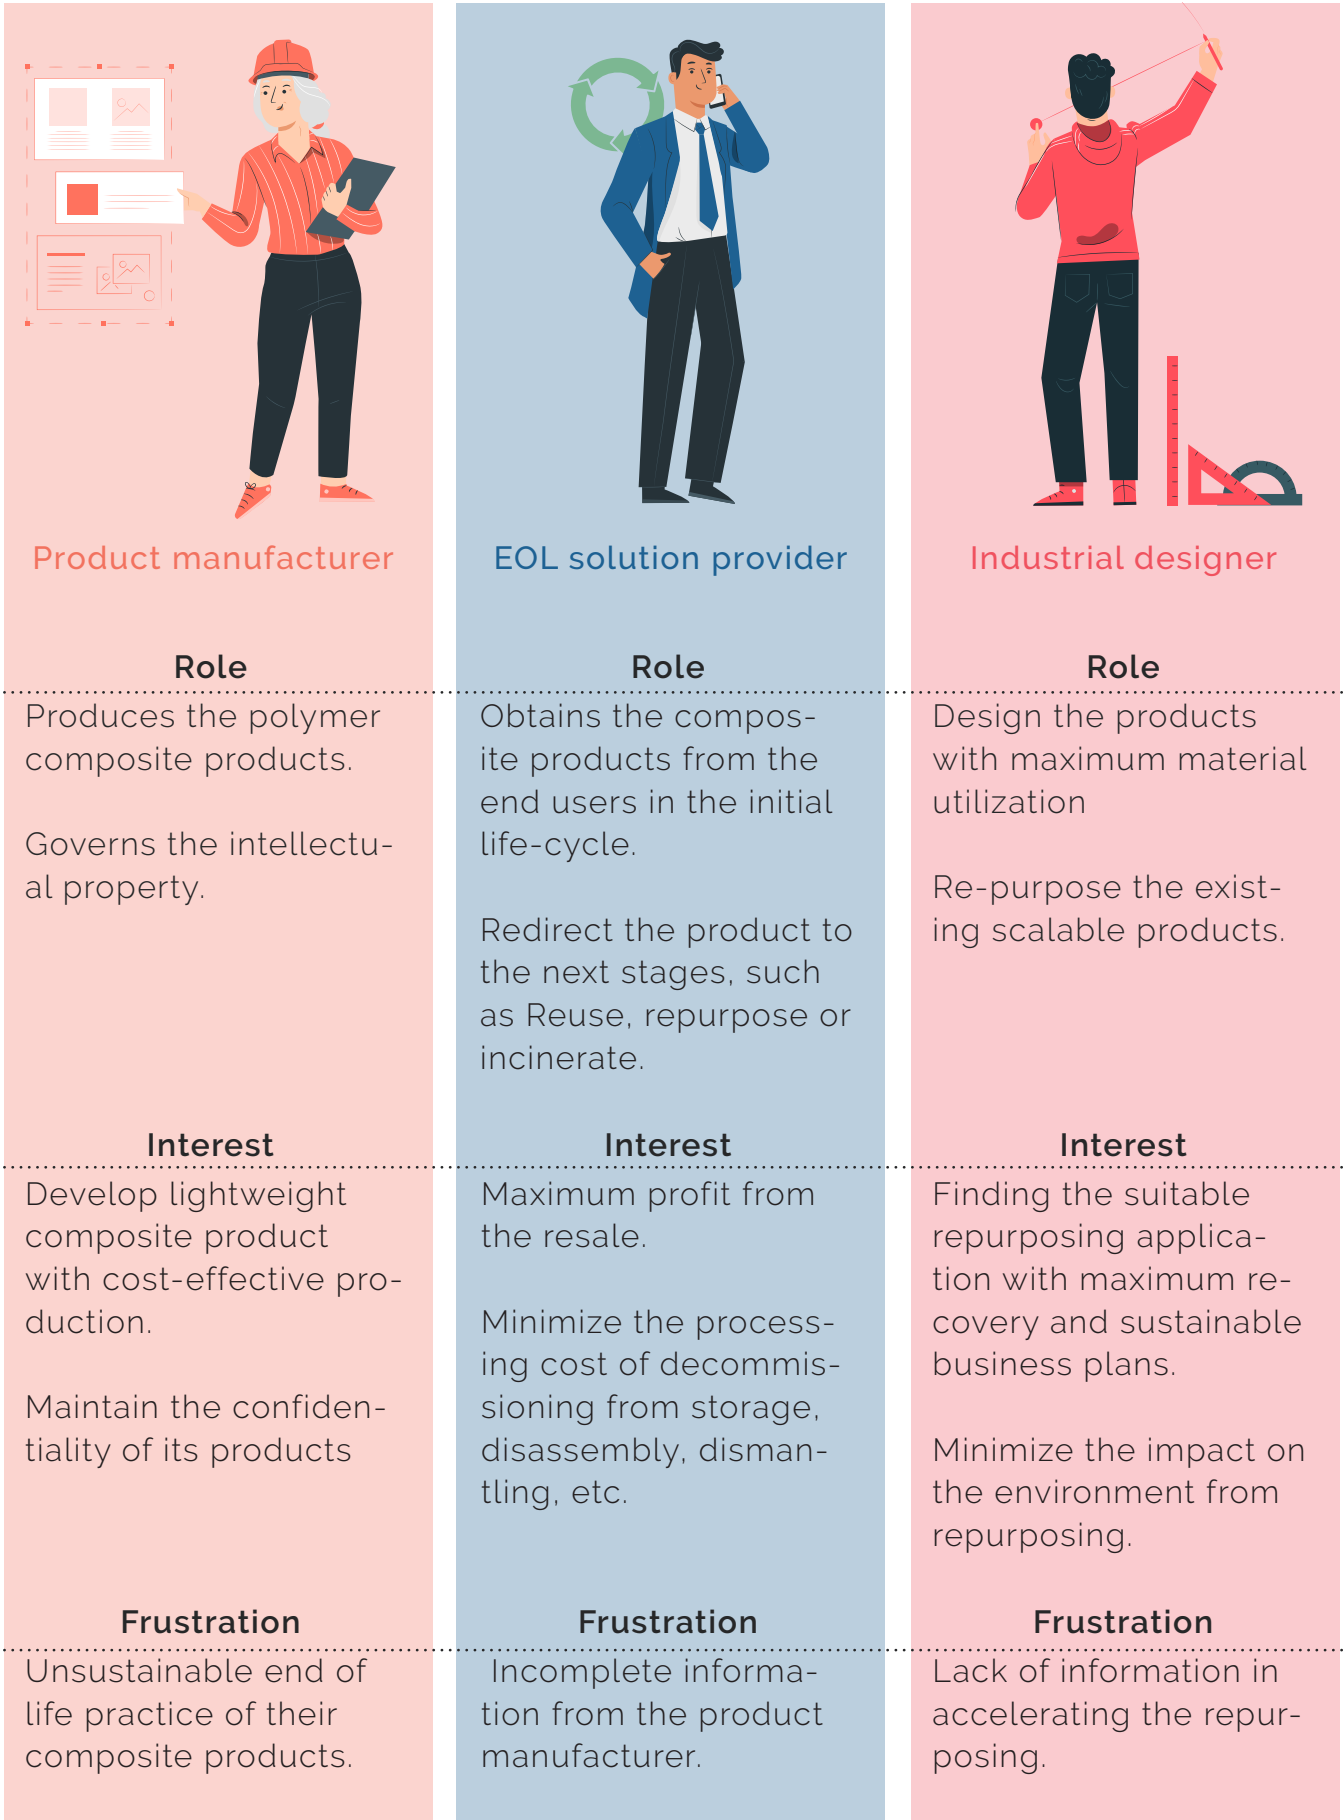 Product manufacturer
Role
Produces the polymer
composite products.
Governs the intellectu-
al property.
Interest
Develop lightweight
composite product
with cost-effective pro-
duction.
Maintain the confiden-
tiality of its products
Frustration
Unsustainable end of
life practice of their
composite products.
EOL solution provider
Role
Obtains the compos-
ite products from the
end users in the initial
life-cycle.
Redirect the product to
the next stages, such
as Reuse, repurpose or
incinerate.
Interest
Maximum profit from
the resale.
Minimize the process-
ing cost of decommis-
sioning from storage,
disassembly, disman-
tling, etc.
Frustration
Incomplete informa-
tion from the product
manufacturer.
Industrial designer
Role
Design the products
with maximum material
utilization
Re-purpose the exist-
ing scalable products.
Interest
Finding the suitable
repurposing applica-
tion with maximum re-
covery and sustainable
business plans.
Minimize the impact on
the environment from
repurposing.
Frustration
Lack of information in
accelerating the repur-
posing.